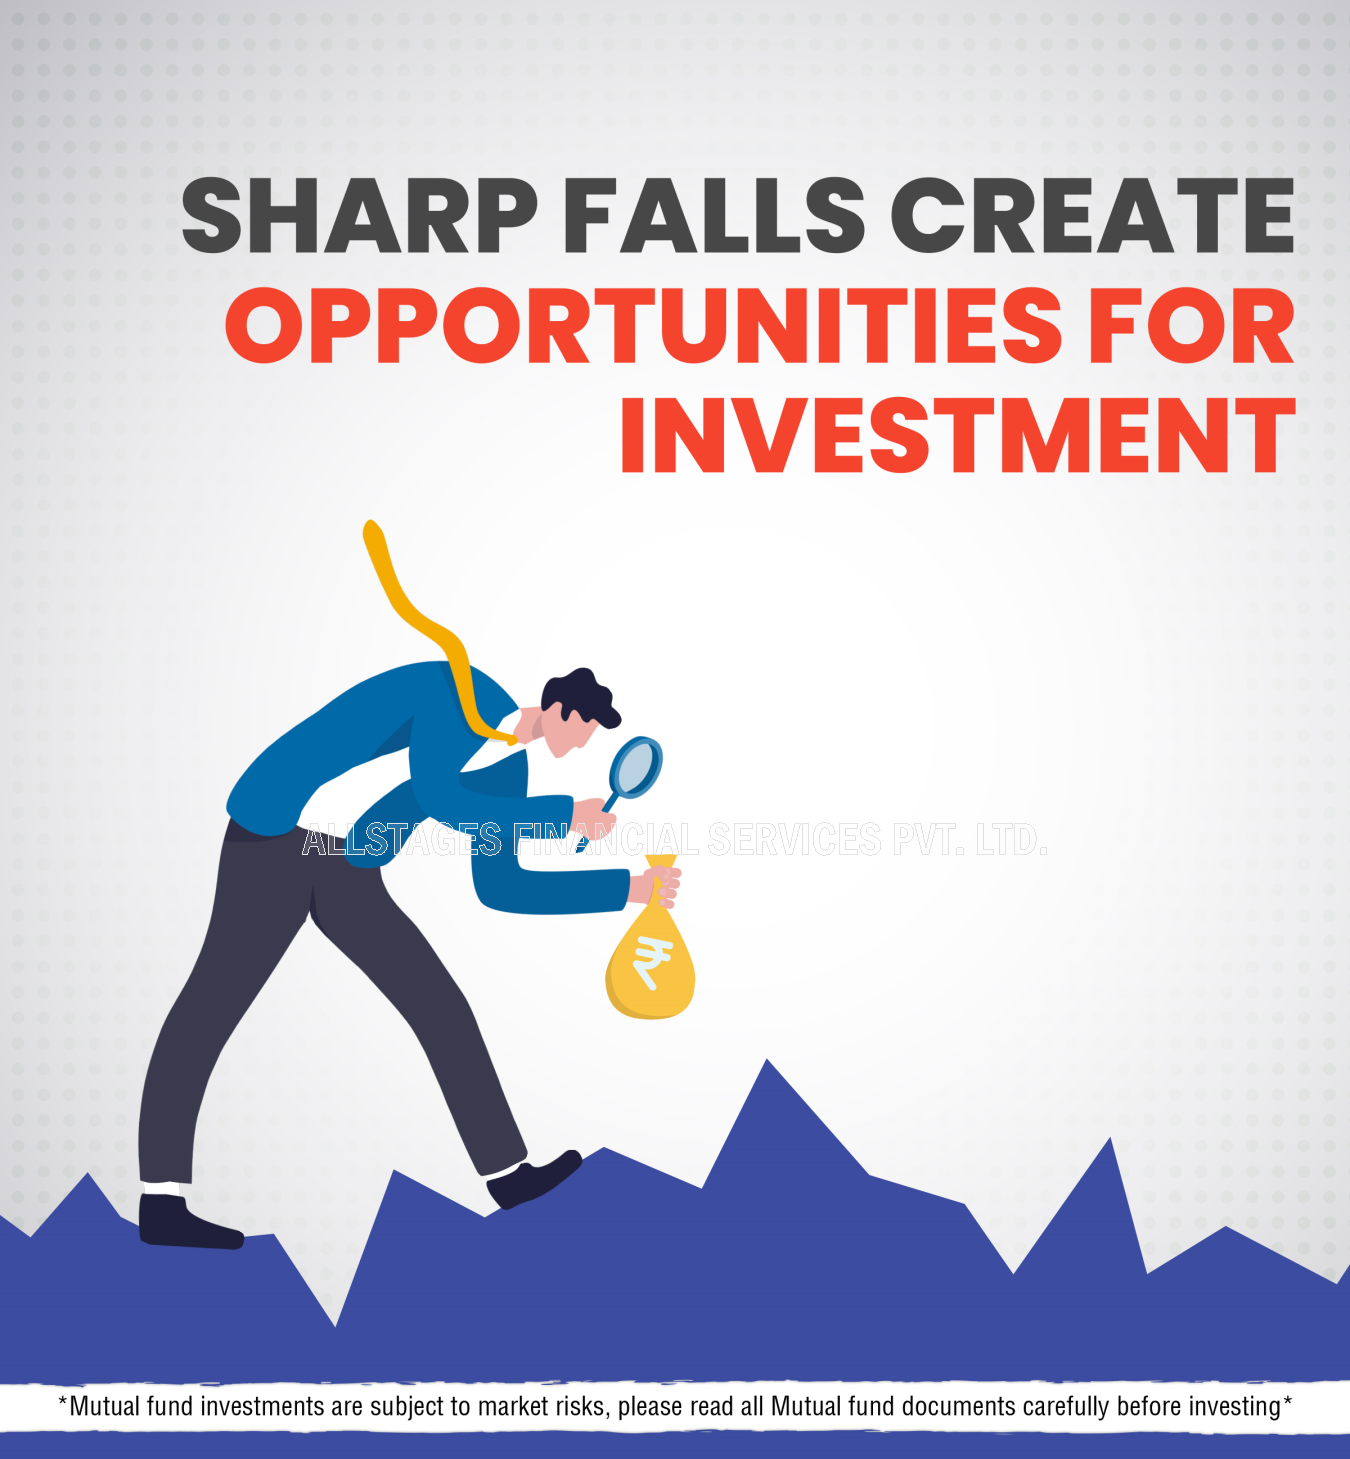 SHARP FALLS CREATE
OPPORTUNITIES FOR
INVESTMENT
ALLSTAGES FINANCIAL SERVICES PVT. LTD.
₹
*Mutual fund investments are subject to market risks, please read all Mutual fund documents carefully before investing*